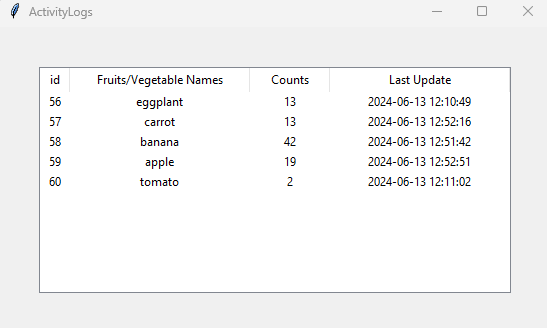 ActivityLogs
id Fruits/Vegetable Names Counts Last Update
56 eggplant 13 2024-06-13 12:10:49
57 carrot 13 2024-06-13 12:52:16
58 banana 42 2024-06-13 12:51:42
59 apple 19 2024-06-13 12:52:51
60 tomato 2 2024-06-13 12:11:02